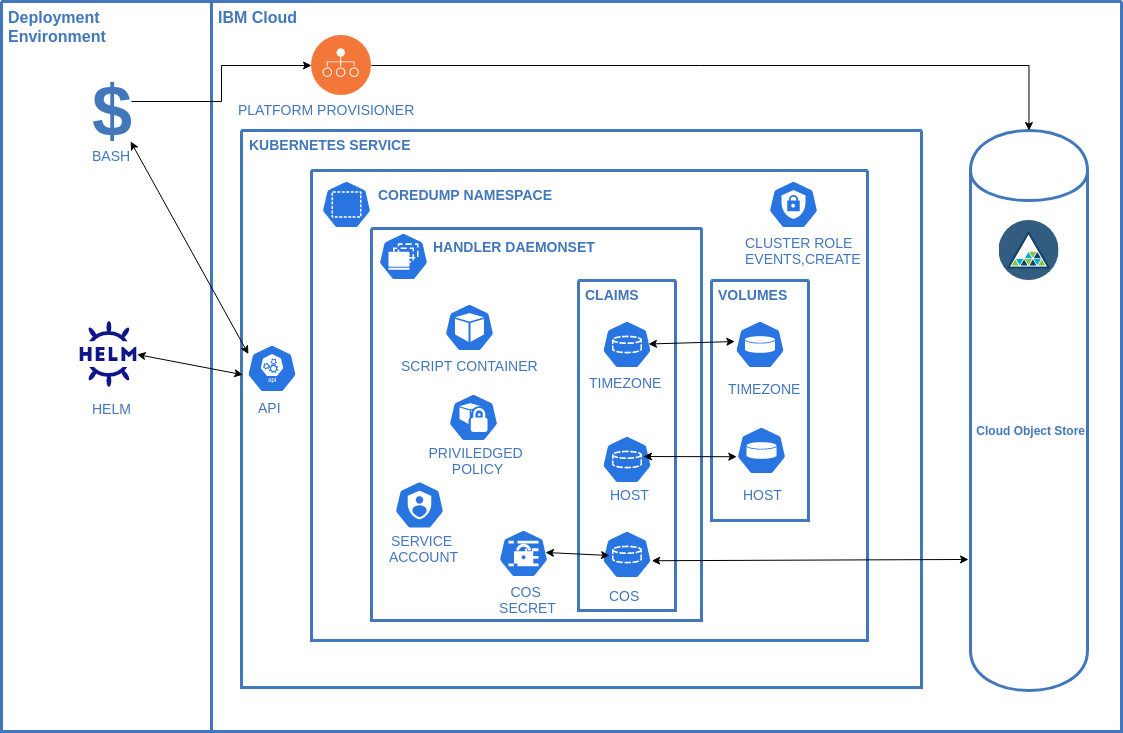 Deployment
Environment
IBM Cloud
$
BASH
PLATFORM PROVISIONER
KUBERNETES SERVICE
COREDUMP NAMESPACE
CLUSTER ROLE
EVENTS,CREATE
HANDLER DAEMONSET
CLAIMS
VOLUMES
SCRIPT CONTAINER
TIMEZONE
TIMEZONE
HELM
HELM
api
API
PRIVILEDGED
POLICY
Cloud Object Store
HOST
HOST
SERVICE
ACCOUNT
COS
SECRET
COS